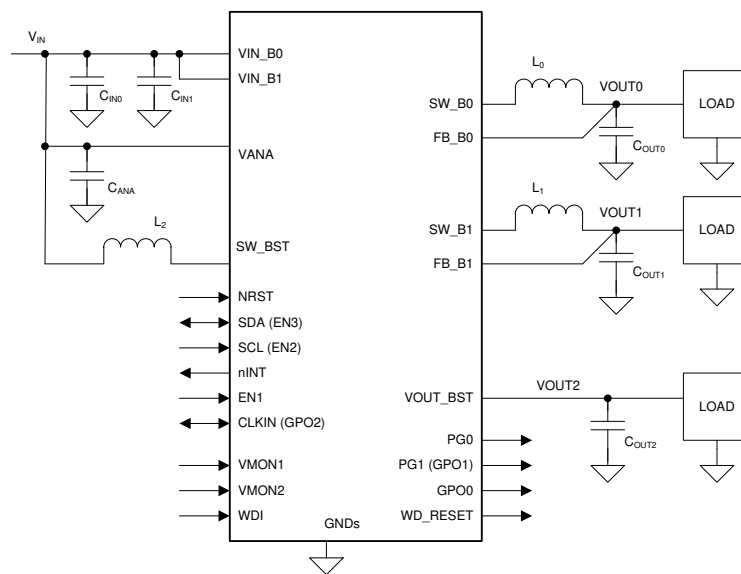 VIN
VIN_B0
VIN_B1
CIN0
CIN1
VANA
CANA
L2
SW_BST
NRST
SDA (EN3)
SCL (EN2)
nINT
EN1
CLKIN (GPO2)
VMON1
VMON2
WDI
GNDs
SW_B0
FB_B0
SW_B1
FB_B1
VOUT_BST
PG0
PG1 (GPO1)
GPO0
WD_RESET
L0
VOUT0
LOAD
COUT0
L1
VOUT1
LOAD
COUT1
VOUT2
LOAD
COUT2